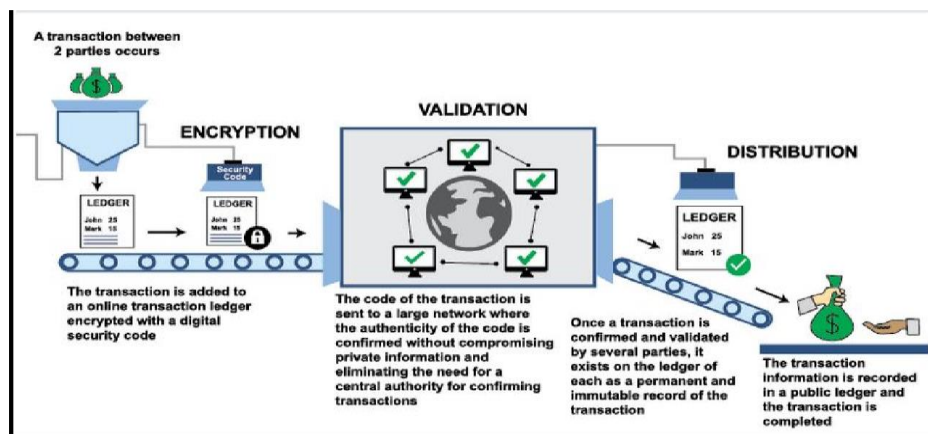 A transaction between
2 parties occurs
ENCRYPTION
VALIDATION
DISTRIBUTION
Security
Code
LEDGER
John 25
Mark 15
LEDGER
John 25
Mark 15
LEDGER
John 25
Mark 15
The transaction is added to
an online transaction ledger
encrypted with a digital
security code
The code of the transaction is
sent to a large network where
the authenticity of the code is
confirmed without compromising
private information and
eliminating the need for a
central authority for confirming
transactions
Once a transaction is
confirmed and validated
by several parties, it
exists on the ledger of
each as a permanent and
immutable record of the
transaction
The transaction
information is recorded
in a public ledger and
the transaction is
completed